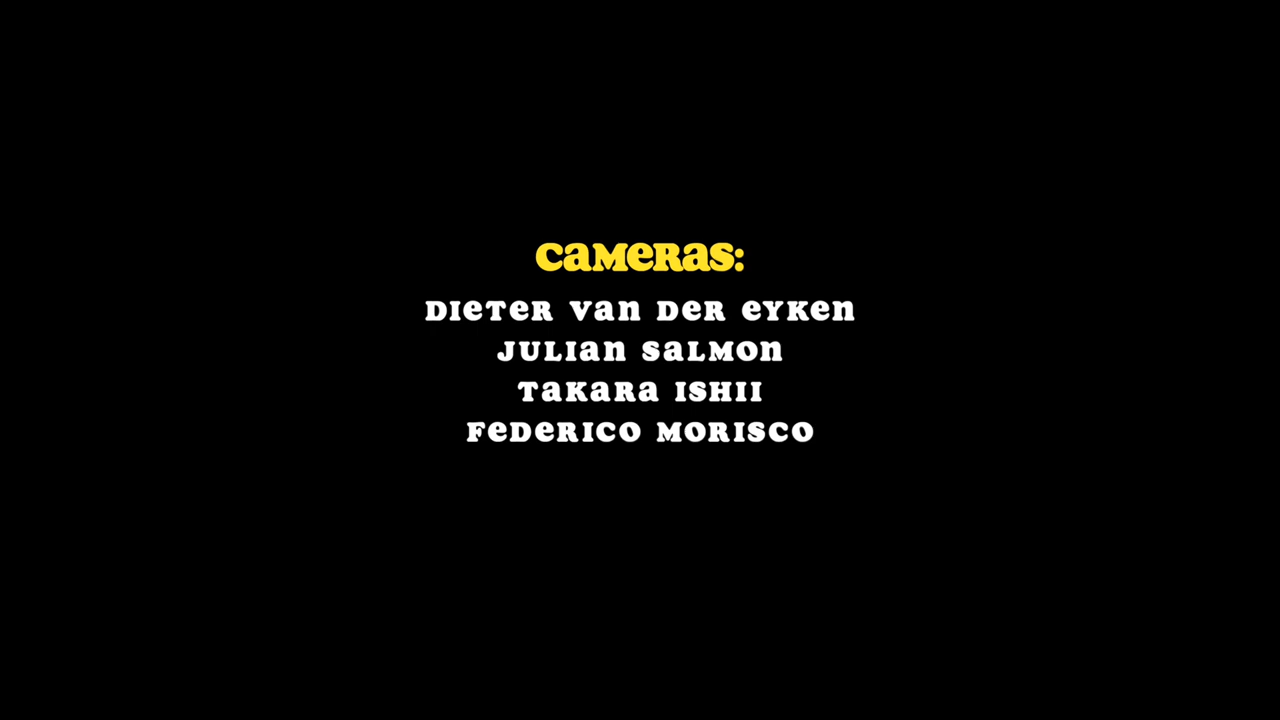 CAMERAS:
DIETER VAN DER EYKEN
JULIAN SALMON
TAKARA ISHII
FEDERICO MORISCO